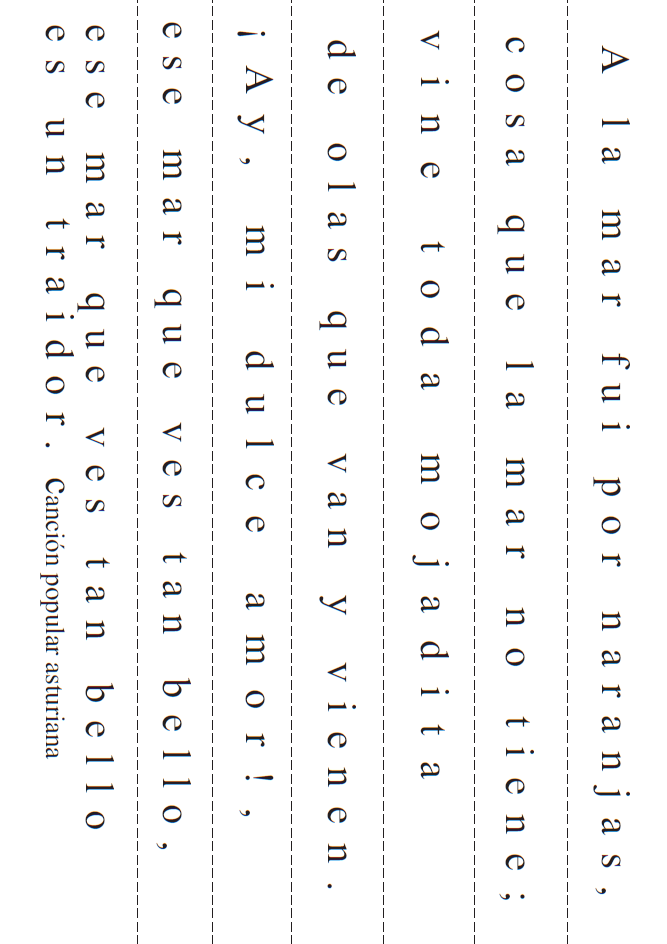 A la mar fui por naranjas,
cosa que la mar no tiene;
vine toda mojadita
de olas que van y vienen.
¡Ay, mi dulce amor!,
ese mar que ves tan bello,
ese mar que ves tan bello
es un traidor. Canción popular asturiana